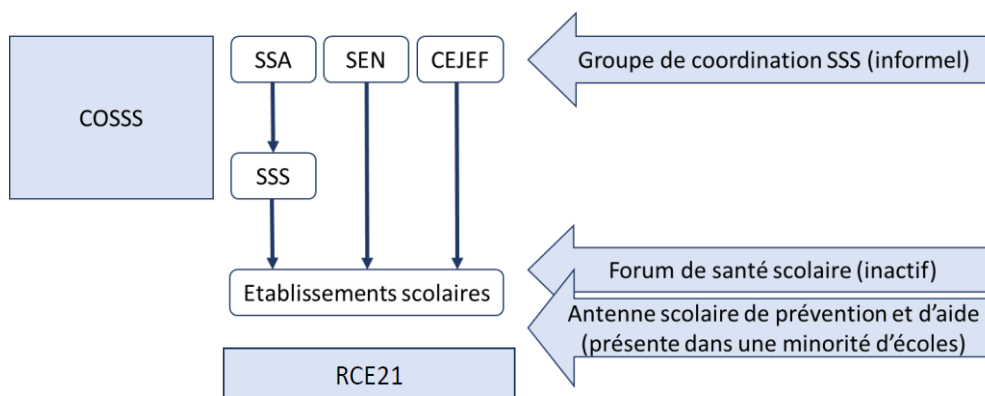 COSSS
SSA
SEN
CEJEF
Groupe de coordination SSS (informel)
SSS
Etablissements scolaires
Forum de santé scolaire (inactif)
Antenne scolaire de prévention et d'aide
(présente dans une minorité d'écoles)
RCE21